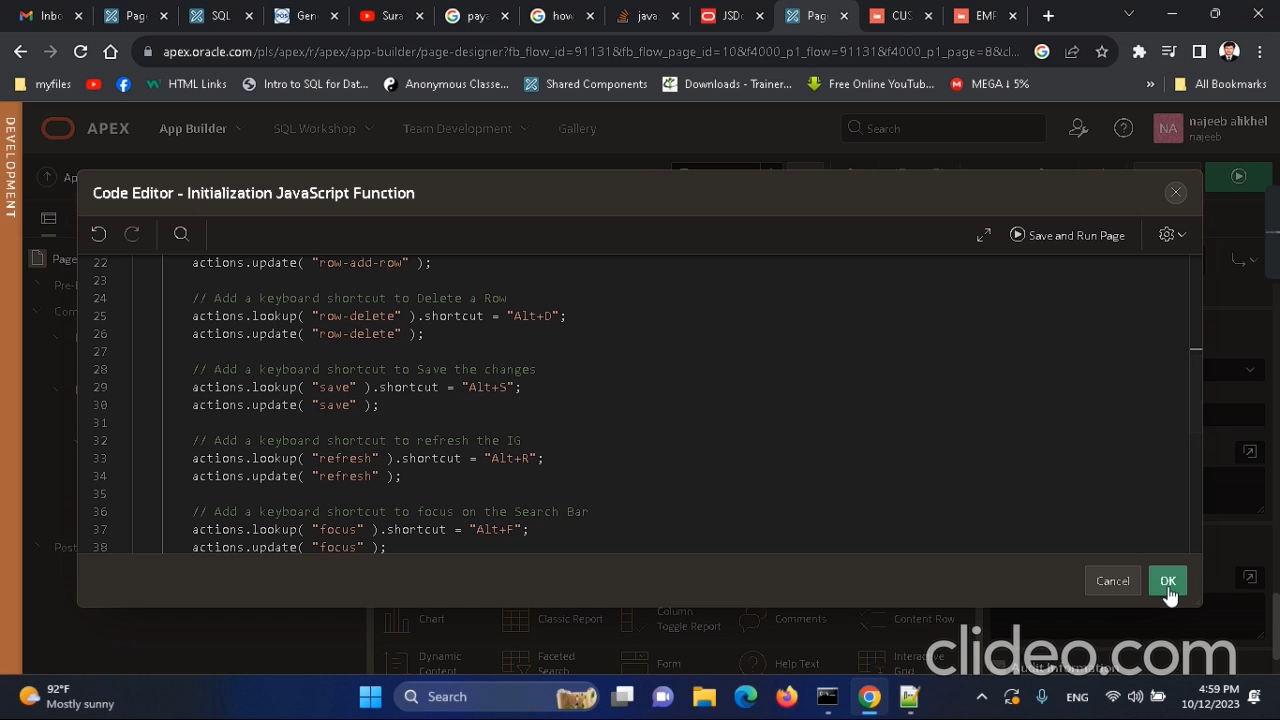 Inbo
Page
SQL
Gene
Sura
paya
how
java
JSDo
Pag
CUS
EMF
apex.oracle.com/pls/apex/r/apex/app-builder/page-designer?fb_flow_id=91131&fb_flow_page_id=10&f4000_p1_flow=91131&f4000_p1_page=8&c...
myfiles
HTML Links
Intro to SQL for Dat...
Anonymous Classe...
Shared Components
Downloads - Trainer...
Free Online YouTub...
MEGA ↓ 5%
»
All Bookmarks
DEVELOPMENT
APEX
App Builder
SQL Workshop
Team Development
Gallery
Search
NA
najeeb alikhel
najeeb
Code Editor - Initialization JavaScript Function
Save and Run Page
22 actions.update( "row-add-row" );
23
24 // Add a keyboard shortcut to Delete a Row
25 actions.lookup( "row-delete" ).shortcut = "Alt+D";
26 actions.update( "row-delete" );
27
28 // Add a keyboard shortcut to Save the changes
29 actions.lookup( "save" ).shortcut = "Alt+S";
30 actions.update( "save" );
31
32 // Add a keyboard shortcut to refresh the IG
33 actions.lookup( "refresh" ).shortcut = "Alt+R";
34 actions.update( "refresh" );
35
36 // Add a keyboard shortcut to focus on the Search Bar
37 actions.lookup( "focus" ).shortcut = "Alt+F";
38 actions.update( "focus" );
Cancel
OK
Chart
Classic Report
Column
Toggle Report
Comments
Content Row
Dynamic
Content
Faceted
Search
Form
Help Text
Interactive
Grid
clideo.com
92°F
Mostly sunny
Search
ENG
4:59 PM
10/12/2023